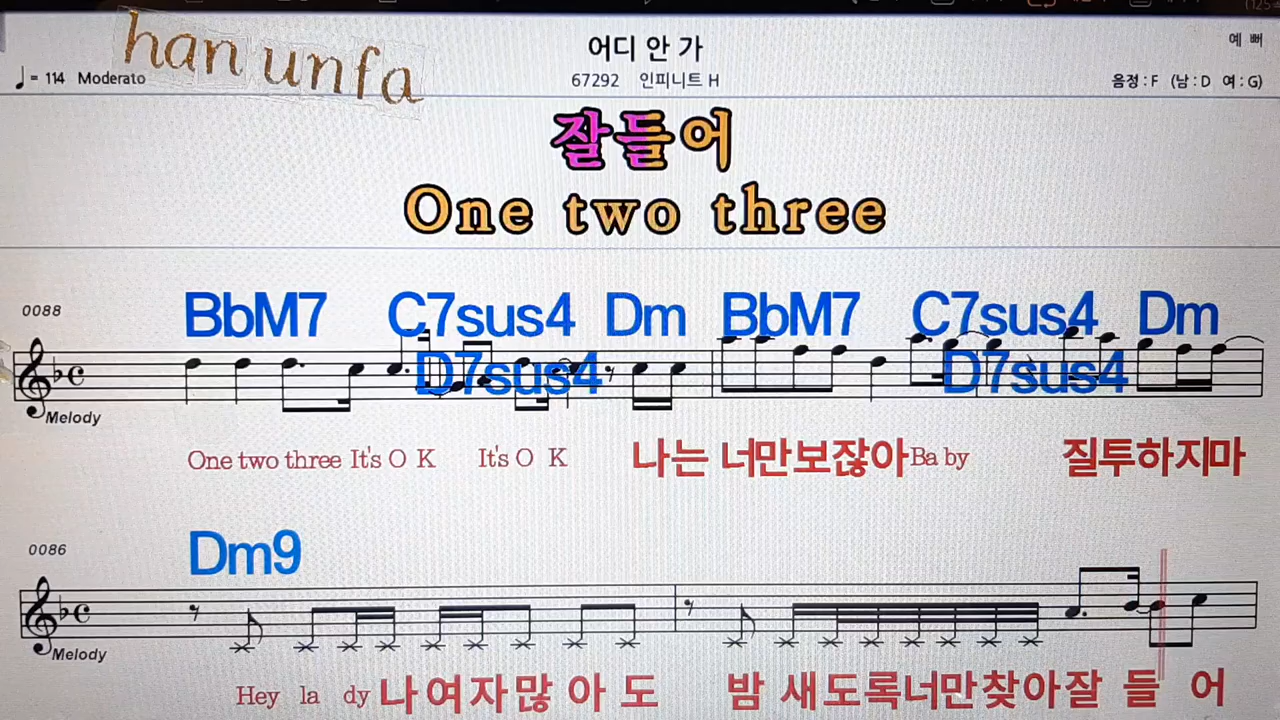 han unfa
어디 안 가
예 뻐
♩= 114 Moderato
67292 인피니트 H
음정 : F (남 : D 여 : G)
잘들어
One two three
0088
BbM7 C7sus4 Dm BbM7 C7sus4 Dm
D7sus4 D7sus4
Melody
One two three It's O K It's O K 나는 너만보잖아 Ba by 질투하지마
0086
Dm9
Melody
Hey la dy 나 여자많 아 도 밤 새도록너만찾아잘 들 어